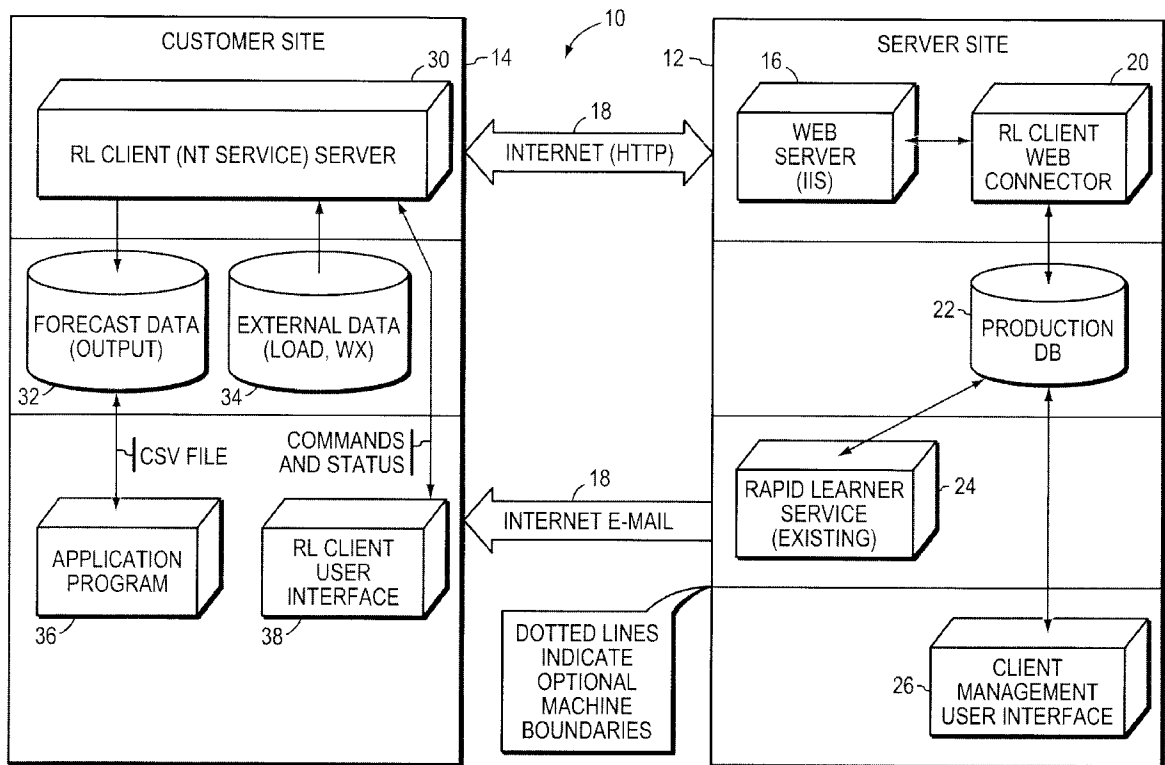 CUSTOMER SITE
30
RL CLIENT (NT SERVICE) SERVER
FORECAST DATA
(OUTPUT)
32
EXTERNAL DATA
(LOAD, WX)
34
CSV FILE
COMMANDS
AND STATUS
APPLICATION
PROGRAM
36
RL CLIENT
USER
INTERFACE
38
14
10
12
18
INTERNET (HTTP)
18
INTERNET E-MAIL
DOTTED LINES
INDICATE
OPTIONAL
MACHINE
BOUNDARIES
SERVER SITE
16
WEB
SERVER
(IIS)
20
RL CLIENT
WEB
CONNECTOR
22
PRODUCTION
DB
RAPID LEARNER
SERVICE
(EXISTING)
24
26
CLIENT
MANAGEMENT
USER INTERFACE